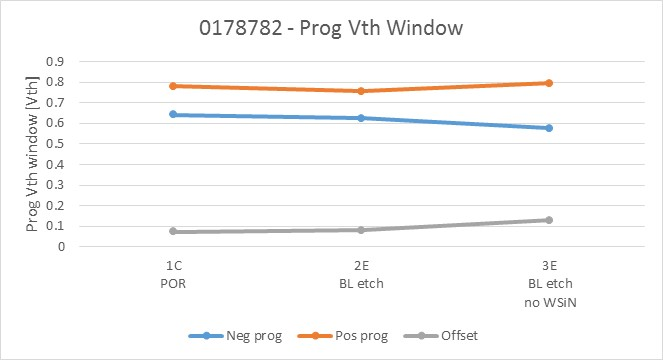 0178782 - Prog Vth Window
Prog Vth window [Vth]
0.9
0.8
0.7
0.6
0.5
0.4
0.3
0.2
0.1
0
1C
POR
2E
BL etch
3E
BL etch
no WSiN
Neg prog
Pos prog
Offset